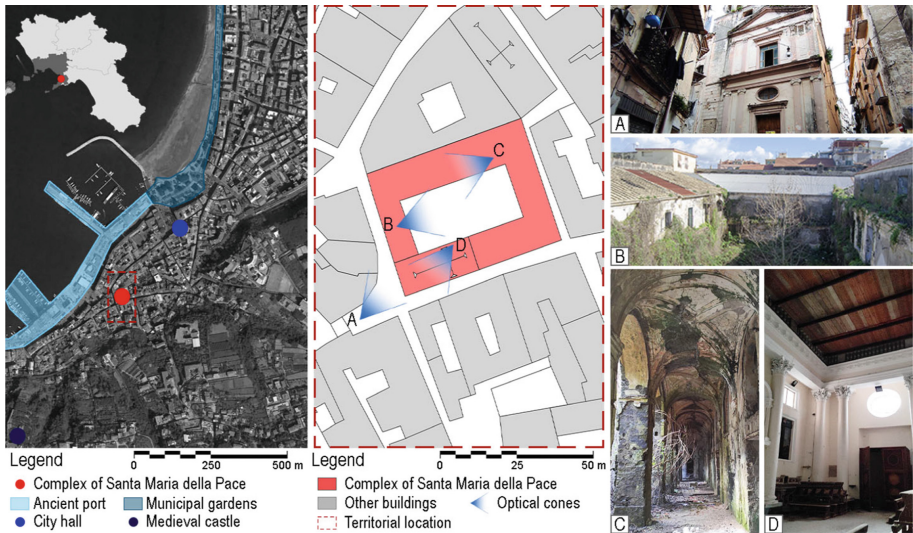 A
B
C
D
A
B
C
D
Legend
0 250 500 m
Complex of Santa Maria della Pace
Ancient port
Municipal gardens
City hall
Medieval castle
Legend
0 25 50 m
Complex of Santa Maria della Pace
Other buildings
Optical cones
Territorial location